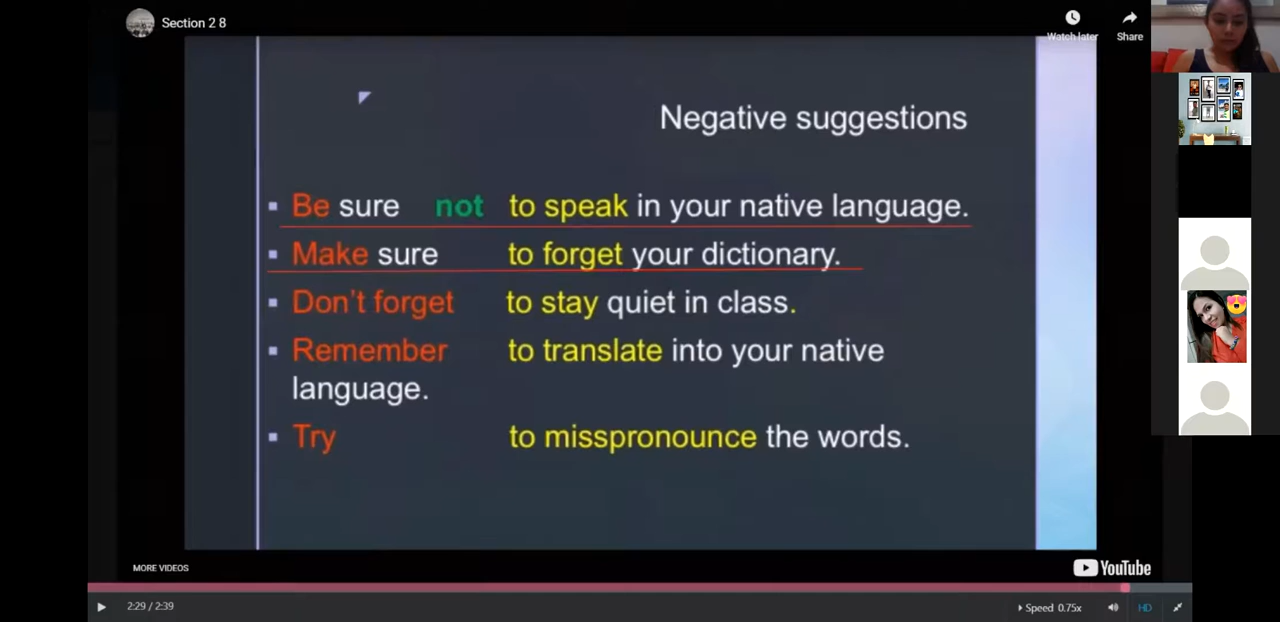 Section 2 8
Watch later
Share
Negative suggestions
Be sure not to speak in your native language.
Make sure to forget your dictionary.
Don't forget to stay quiet in class.
Remember to translate into your native
language.
Try to misspronounce the words.
MORE VIDEOS
YouTube
2:29 / 2:39
Speed 0.75x
HD